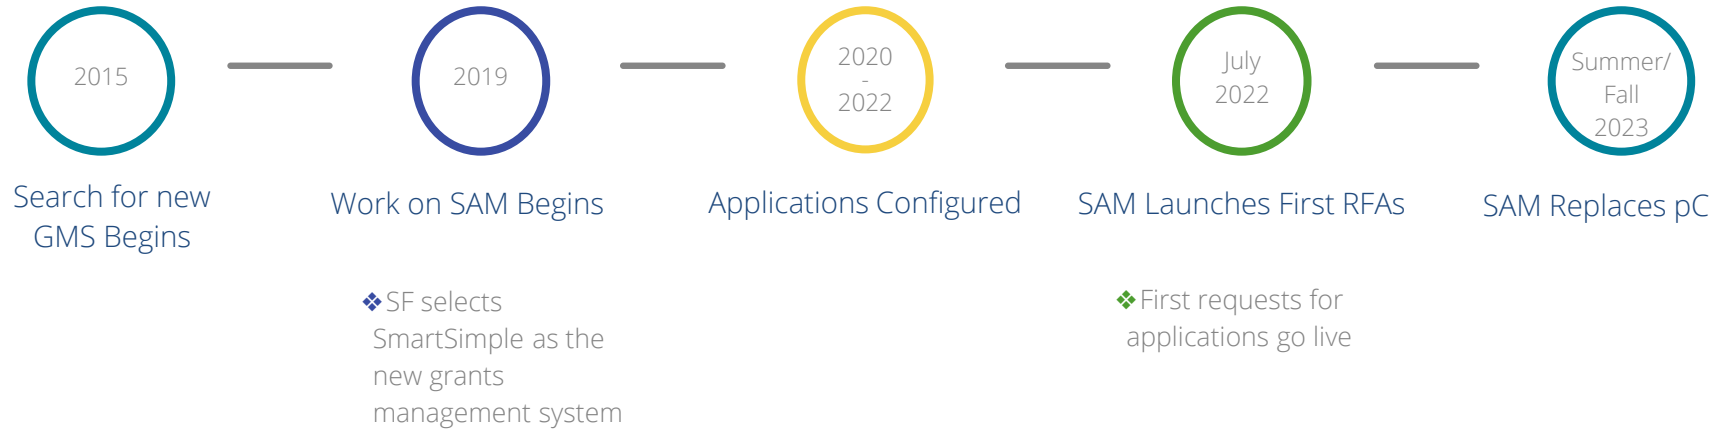 2015
2019
2020
-
2022
July
2022
Summer/
Fall
2023
Search for new
GMS Begins
Work on SAM Begins
Applications Configured
SAM Launches First RFAs
SAM Replaces pC
❖ SF selects
SmartSimple as the
new grants
management system
❖ First requests for
applications go live